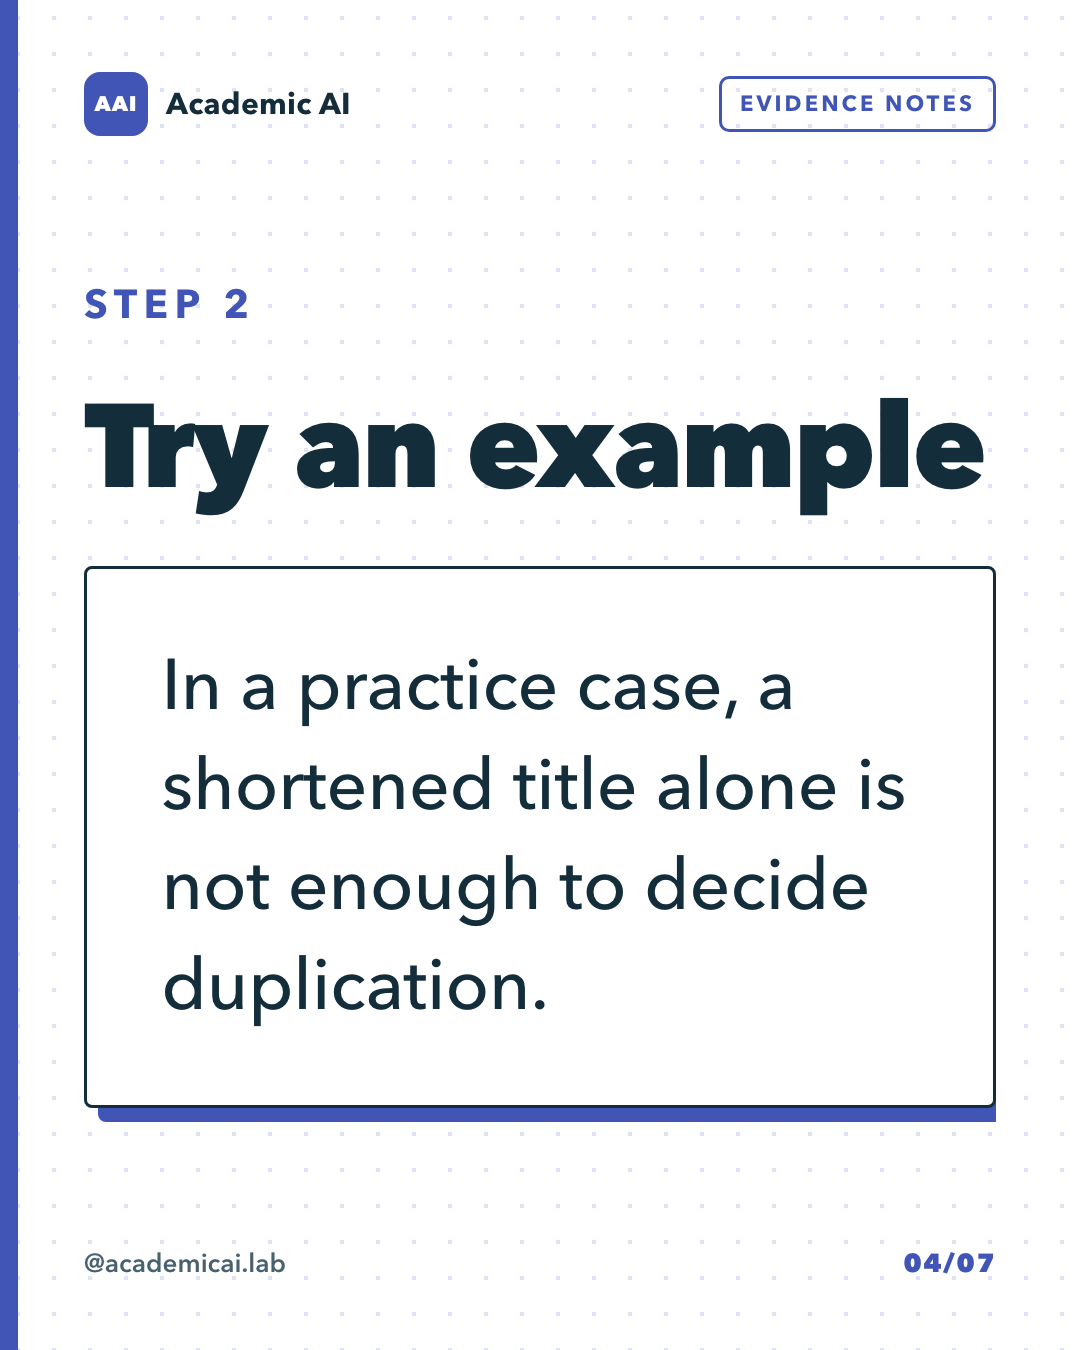 AAI Academic AI
EVIDENCE NOTES
STEP 2
Try an example
In a practice case, a
shortened title alone is
not enough to decide
duplication.
@academicai.lab
04/07